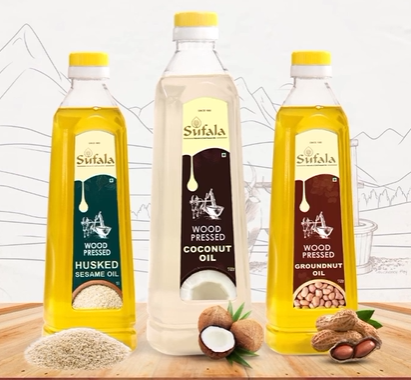 Sufala
WOOD
PRESSED
HUSKED
SESAME OIL
Sufala
WOOD
PRESSED
COCONUT
OIL
Sufala
WOOD
PRESSED
GROUNDNUT
OIL